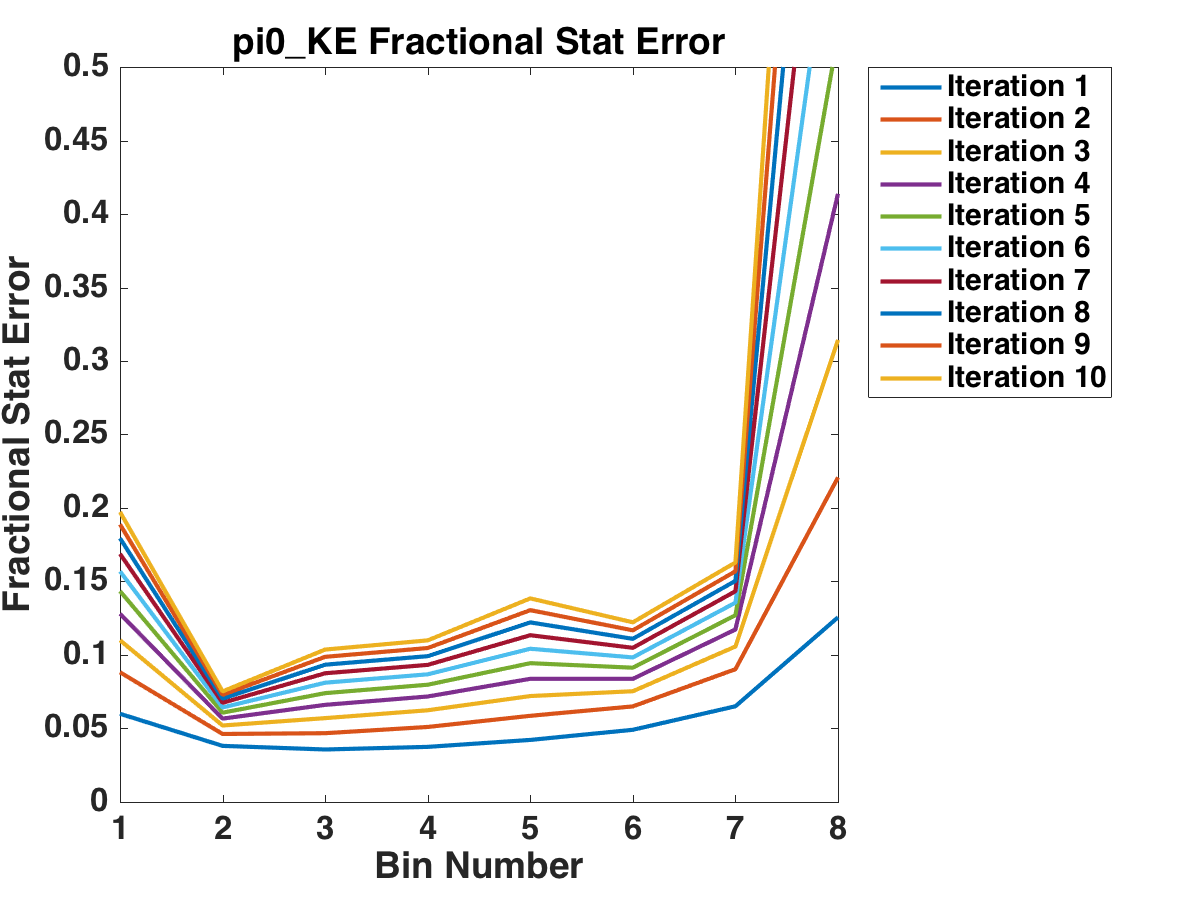 pi0_KE Fractional Stat Error
0.5
0.45
0.4
0.35
0.3
0.25
0.2
0.15
0.1
0.05
0
Fractional Stat Error
1 2 3 4 5 6 7 8
Bin Number
Iteration 1
Iteration 2
Iteration 3
Iteration 4
Iteration 5
Iteration 6
Iteration 7
Iteration 8
Iteration 9
Iteration 10